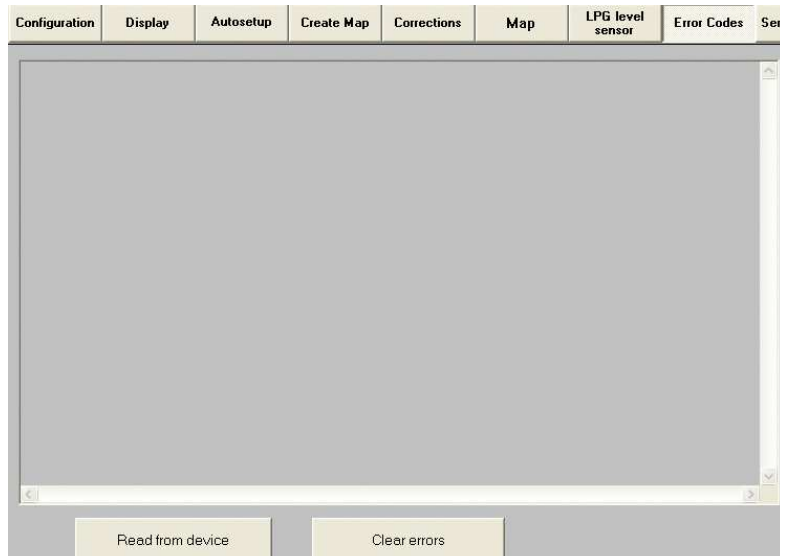 Configuration
Display
Autosetup
Create Map
Corrections
Map
LPG level
sensor
Error Codes
Read from device
Clear errors